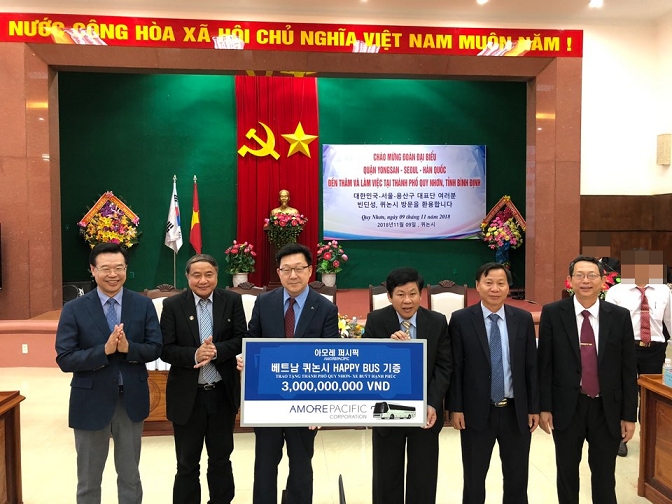 NƯỚC CỘNG HÒA XÃ HỘI CHỦ NGHĨA VIỆT NAM MUÔN NĂM !
CHÀO MỪNG ĐOÀN ĐẠI BIỂU
QUẬN YONGSAN - SEOUL - HÀN QUỐC
ĐẾN THĂM VÀ LÀM VIỆC TẠI THÀNH PHỐ QUY NHƠN, TỈNH BÌNH ĐỊNH
대한민국-서울-용산구 대표단 여러분
빈딘성, 퀴논시 방문을 환용합니다
Quy Nhơn, ngày 09 tháng 11 năm 2018
2018년11월 09일 , 퀴논시
아모레 퍼시픽
AMOREPACIFIC
베트남 퀴논시 HAPPY BUS 기증
TRAO TẶNG THÀNH PHỐ QUY NHƠN- XE BUÝT HẠNH PHÚC
3,000,000,000 VND
AMOREPACIFIC
CORPORATION